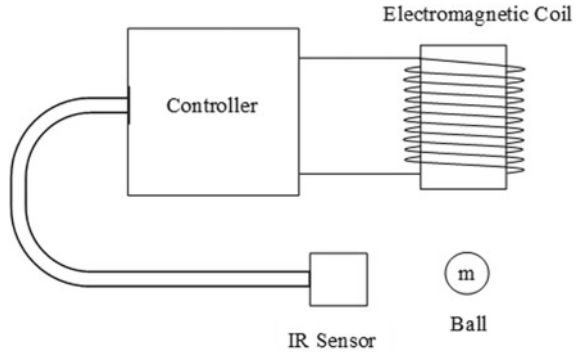 Electromagnetic Coil
Controller
m
Ball
IR Sensor